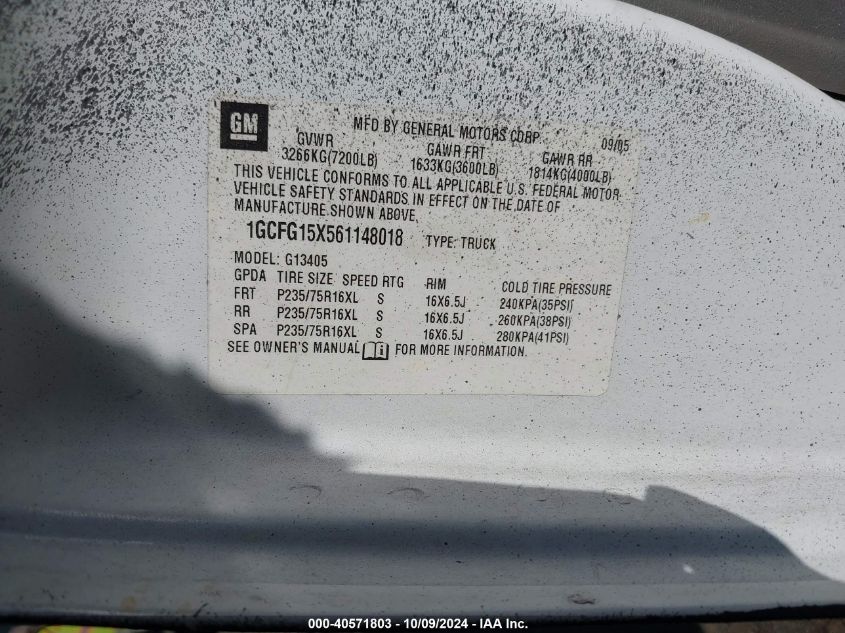 GM
MFD BY GENERAL MOTORS CORP 09/05
GVWR GAWR FRT GAWR RR
3266KG(7200LB) 1633KG(3600LB) 1814KG(4000LB)
THIS VEHICLE CONFORMS TO ALL APPLICABLE U.S. FEDERAL MOTOR
VEHICLE SAFETY STANDARDS IN EFFECT ON THE DATE OF
MANUFACTURE SHOWN ABOVE.
1GCFG15X561148018 TYPE: TRUCK
MODEL: G13405
GPDA TIRE SIZE SPEED RTG RIM COLD TIRE PRESSURE
FRT P235/75R16XL S 16X6.5J 240KPA(35PSI)
RR P235/75R16XL S 16X6.5J 260KPA(38PSI)
SPA P235/75R16XL S 16X6.5J 280KPA(41PSI)
SEE OWNER'S MANUAL i FOR MORE INFORMATION.
000-40571803 - 10/09/2024 - IAA Inc.